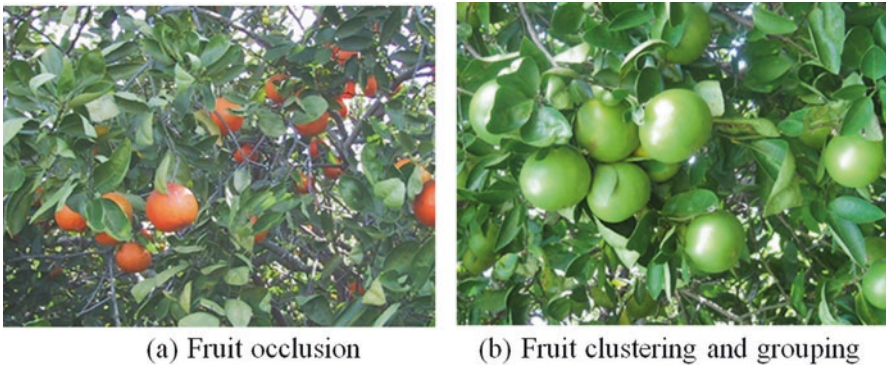 (a) Fruit occlusion
(b) Fruit clustering and grouping